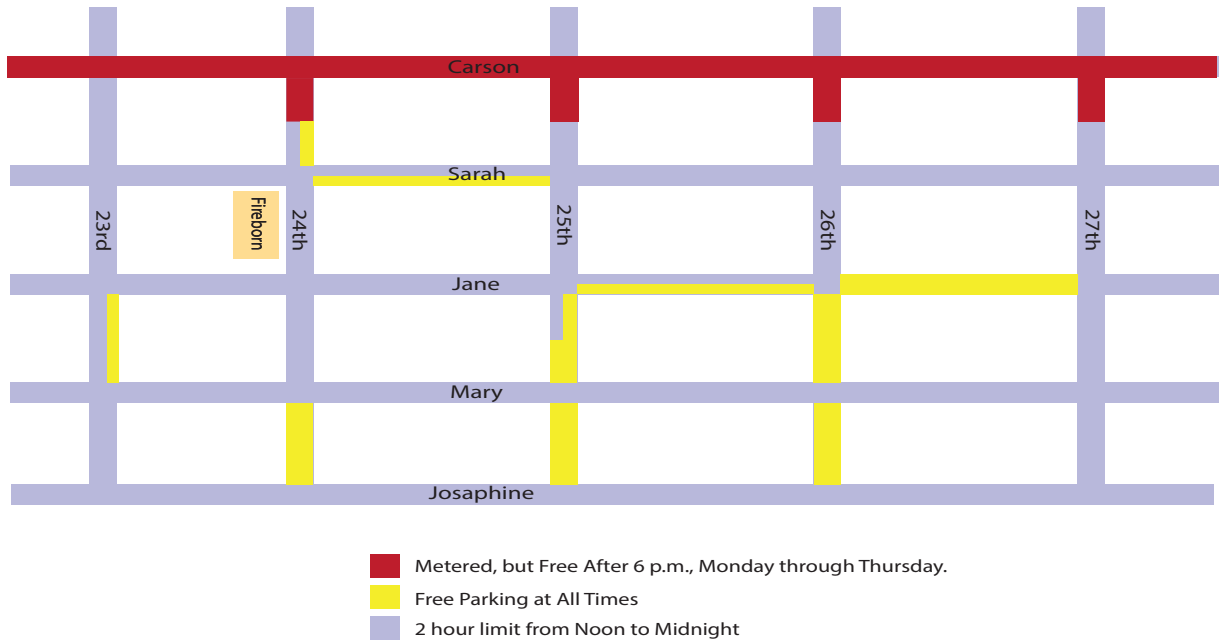 Carson
Sarah
Fireborn
23rd
24th
25th
26th
27th
Jane
Mary
Josaphine
Metered, but Free After 6 p.m., Monday through Thursday.
Free Parking at All Times
2 hour limit from Noon to Midnight